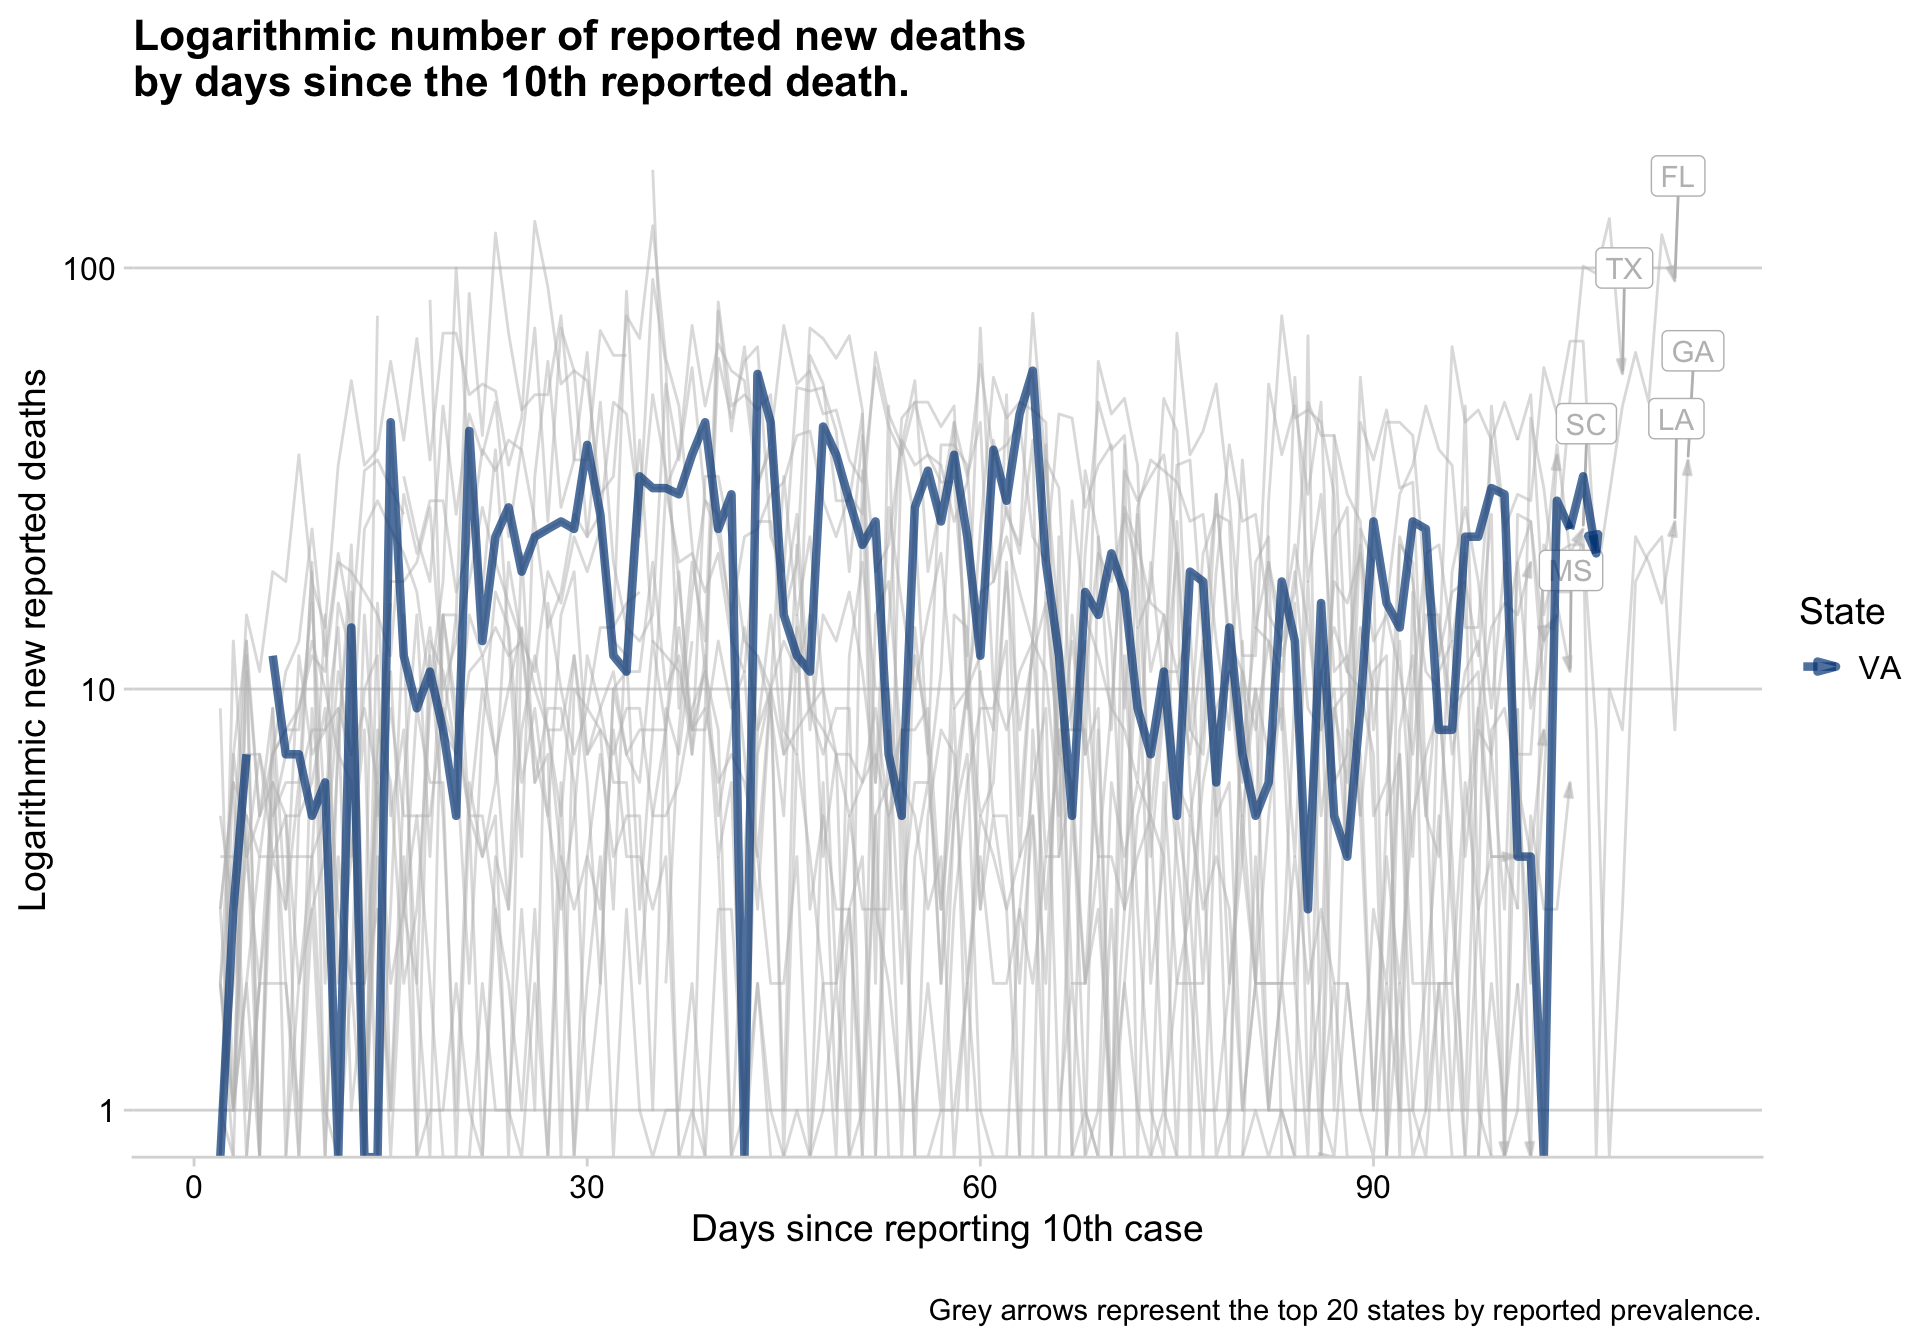 Logarithmic number of reported new deaths
by days since the 10th reported death.
Logarithmic new reported deaths
100
10
1
FL
TX
GA
LA
SC
MS
State
VA
0
30
60
90
Days since reporting 10th case
Grey arrows represent the top 20 states by reported prevalence.